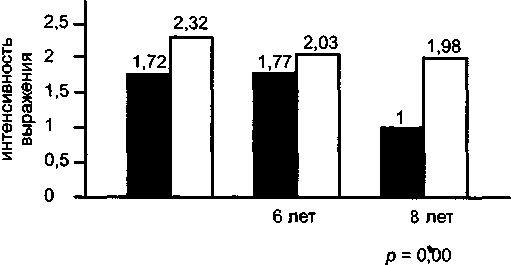 интенсивность
выражения
2,5
2
1,5
1
0,5
0
1,72
2,32
1,77
2,03
1
1,98
6 лет
8 лет
p = 0,00